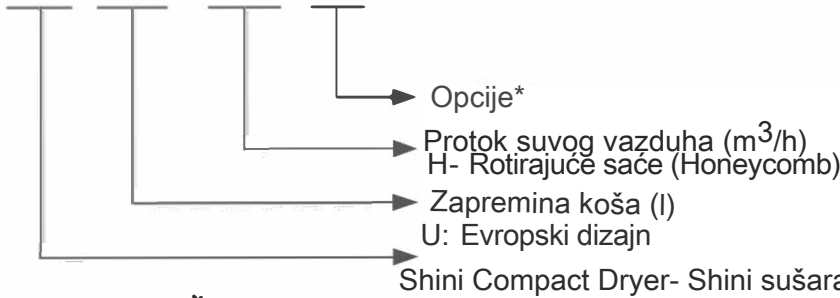 Opcije*
Protok suvog vazduha (m³/h)
H- Rotirajuće saće (Honeycomb)
Zapremina koša (l)
U: Evropski dizajn
Shini Compact Dryer- Shini sušara